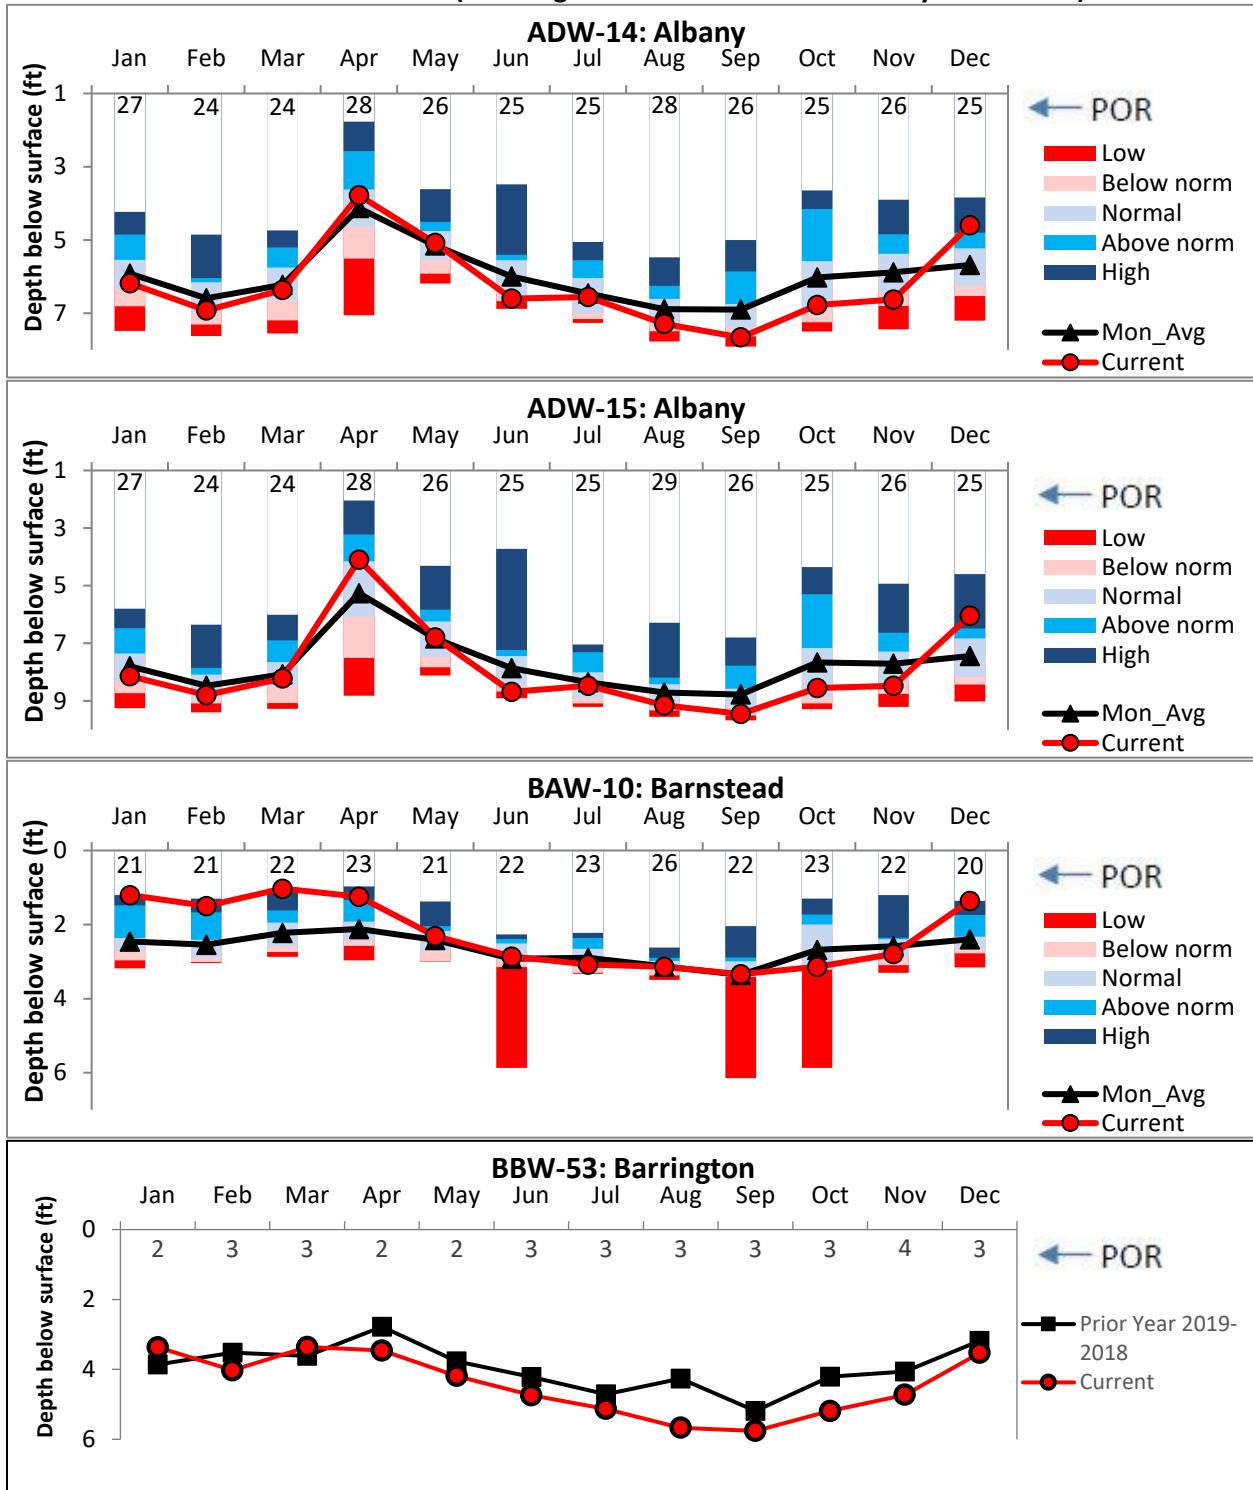 ADW-14: Albany
Jan Feb Mar Apr May Jun Jul Aug Sep Oct Nov Dec
Depth below surface (ft)
1
3
5
7
27 24 24 28 26 25 25 28 26 25 26 25
POR
Low
Below norm
Normal
Above norm
High
Mon_Avg
Current
ADW-15: Albany
Jan Feb Mar Apr May Jun Jul Aug Sep Oct Nov Dec
Depth below surface (ft)
1
3
5
7
9
27 24 24 28 26 25 25 29 26 25 26 25
POR
Low
Below norm
Normal
Above norm
High
Mon_Avg
Current
BAW-10: Barnstead
Jan Feb Mar Apr May Jun Jul Aug Sep Oct Nov Dec
Depth below surface (ft)
0
2
4
6
21 21 22 23 21 22 23 26 22 23 22 20
POR
Low
Below norm
Normal
Above norm
High
Mon_Avg
Current
BBW-53: Barrington
Jan Feb Mar Apr May Jun Jul Aug Sep Oct Nov Dec
Depth below surface (ft)
0
2
4
6
2 3 3 2 2 3 3 3 3 3 4 3
POR
Prior Year 2019-
2018
Current